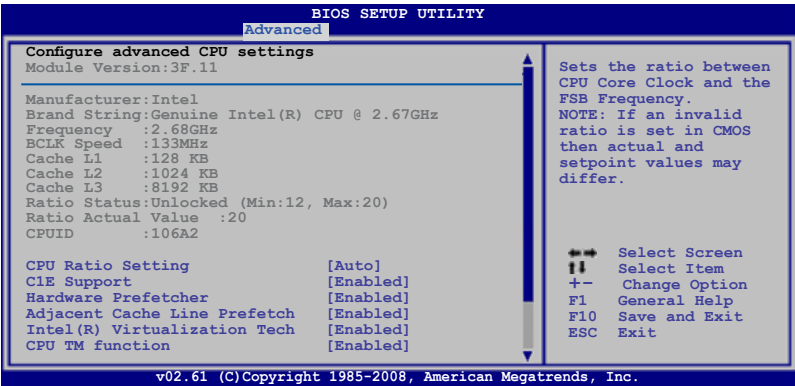 BIOS SETUP UTILITY
Advanced
Configure advanced CPU settings
Module Version:3F.11
Manufacturer:Intel
Brand String:Genuine Intel(R) CPU @ 2.67GHz
Frequency :2.68GHz
BCLK Speed :133MHz
Cache L1 :128 KB
Cache L2 :1024 KB
Cache L3 :8192 KB
Ratio Status:Unlocked (Min:12, Max:20)
Ratio Actual Value :20
CPUID :106A2
CPU Ratio Setting [Auto]
C1E Support [Enabled]
Hardware Prefetcher [Enabled]
Adjacent Cache Line Prefetch [Enabled]
Intel(R) Virtualization Tech [Enabled]
CPU TM function [Enabled]
Sets the ratio between
CPU Core Clock and the
FSB Frequency.
NOTE: If an invalid
ratio is set in CMOS
then actual and
setpoint values may
differ.
←→ Select Screen
↑↓ Select Item
+- Change Option
F1 General Help
F10 Save and Exit
ESC Exit
v02.61 (C)Copyright 1985-2008, American Megatrends, Inc.